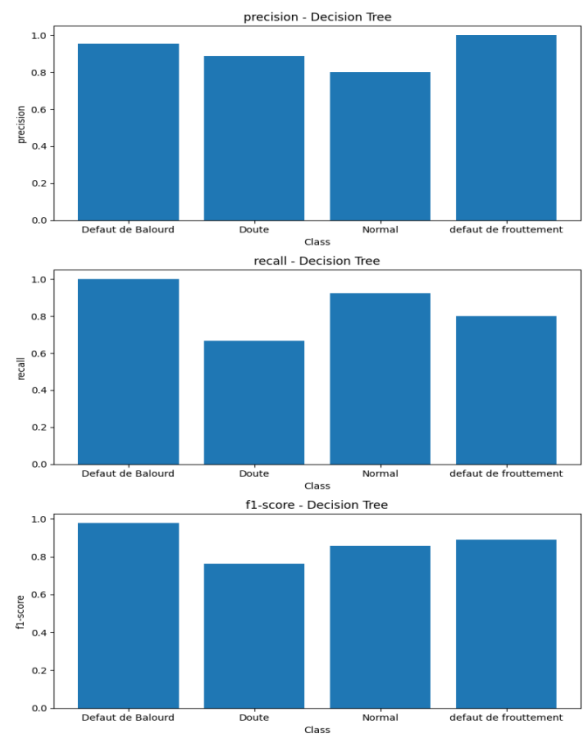 precision - Decision Tree
precision
1.0
0.8
0.6
0.4
0.2
0.0
Defaut de Balourd Doute Normal defaut de frouttement
Class
recall - Decision Tree
recall
1.0
0.8
0.6
0.4
0.2
0.0
Defaut de Balourd Doute Normal defaut de frouttement
Class
f1-score - Decision Tree
f1-score
1.0
0.8
0.6
0.4
0.2
0.0
Defaut de Balourd Doute Normal defaut de frouttement
Class